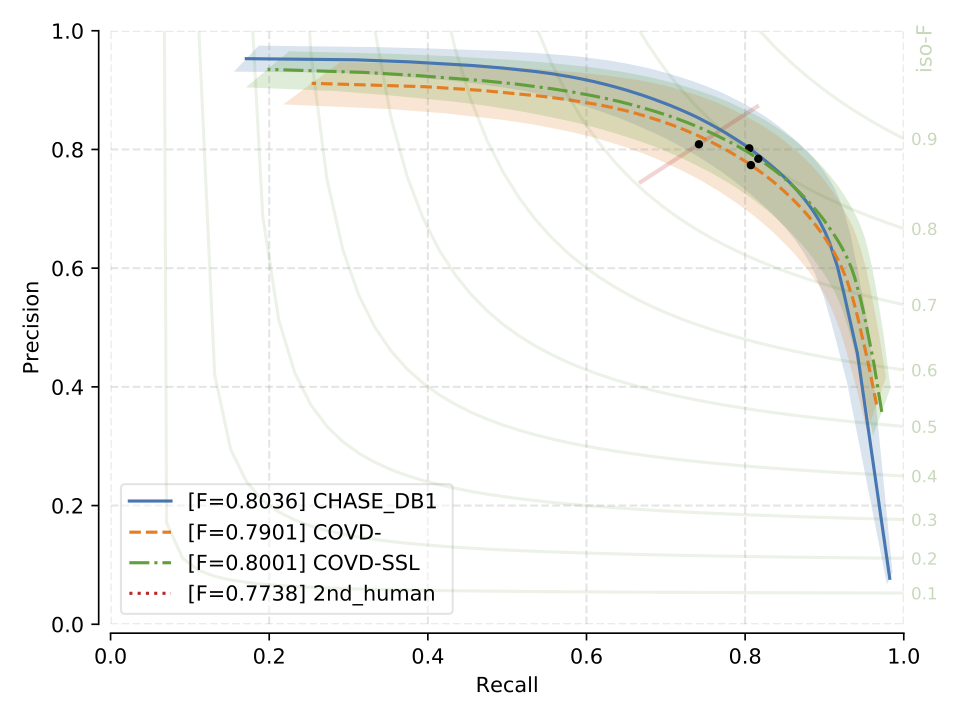 iso-F
1.0
0.8
0.6
0.4
0.2
0.0
Precision
0.9
0.8
0.7
0.6
0.5
0.4
0.3
0.2
0.1
[F=0.8036] CHASE_DB1
[F=0.7901] COVD-
[F=0.8001] COVD-SSL
[F=0.7738] 2nd_human
0.0 0.2 0.4 0.6 0.8 1.0
Recall